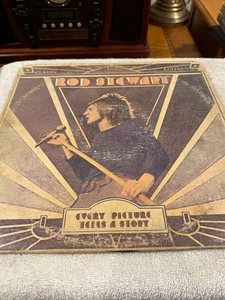 ROD STEWART
EVERY PICTURE
TELLS A STORY